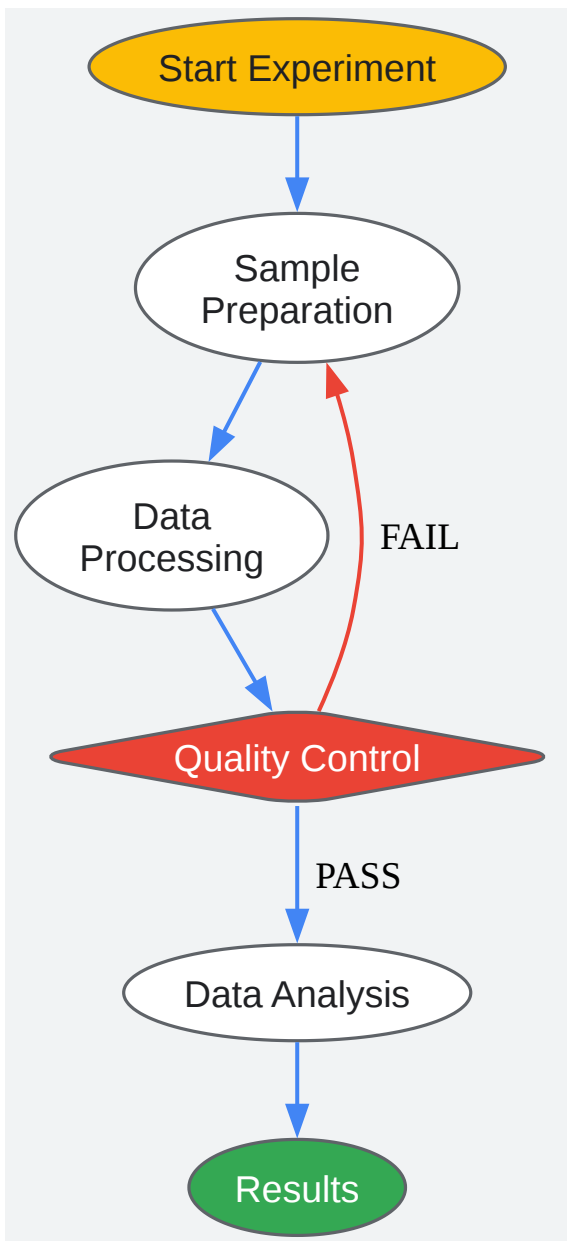 Start Experiment
Sample
Preparation
Data
Processing
FAIL
Quality Control
PASS
Data Analysis
Results